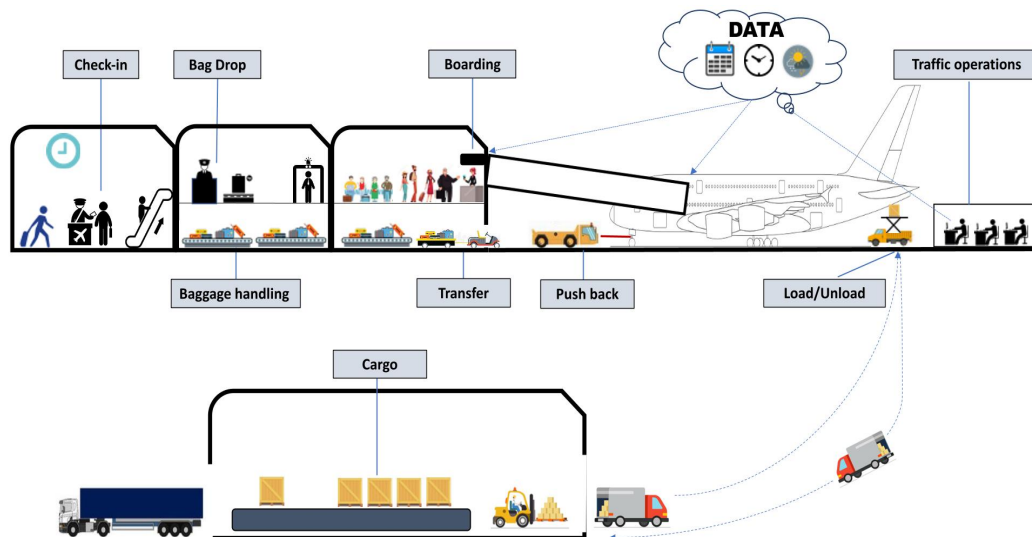 DATA
Check-in
Bag Drop
Boarding
Traffic operations
Baggage handling
Transfer
Push back
Load/Unload
Cargo